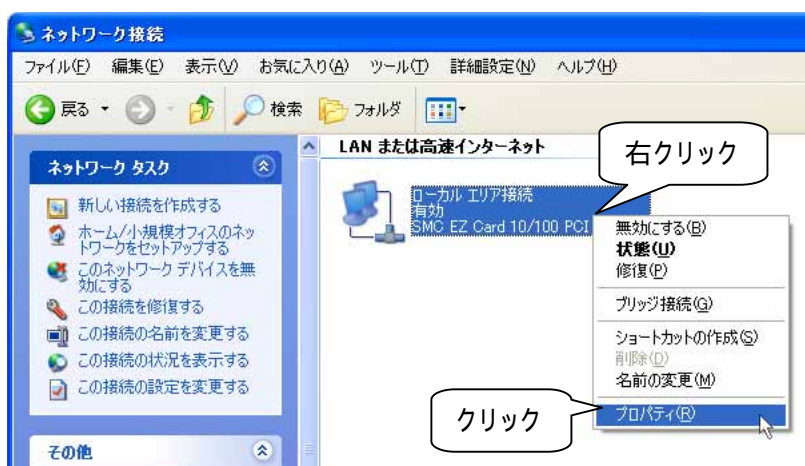 ネットワーク接続
ファイル(F) 編集(E) 表示(V) お気に入り(A) ツール(T) 詳細設定(N) ヘルプ(H)
戻る 検索 フォルダ
ネットワーク タスク
新しい接続を作成する
ホーム/小規模オフィスのネッ
トワークをセットアップする
このネットワーク デバイスを無
効にする
この接続を修復する
この接続の名前を変更する
この接続の状況を表示する
この接続の設定を変更する
その他
LAN または高速インターネット
ローカル エリア接続
有効
SMC EZ Card 10/100 PCI
右クリック
無効にする(B)
状態(U)
修復(P)
ブリッジ接続(G)
ショートカットの作成(S)
削除(D)
名前の変更(M)
プロパティ(R)
クリック